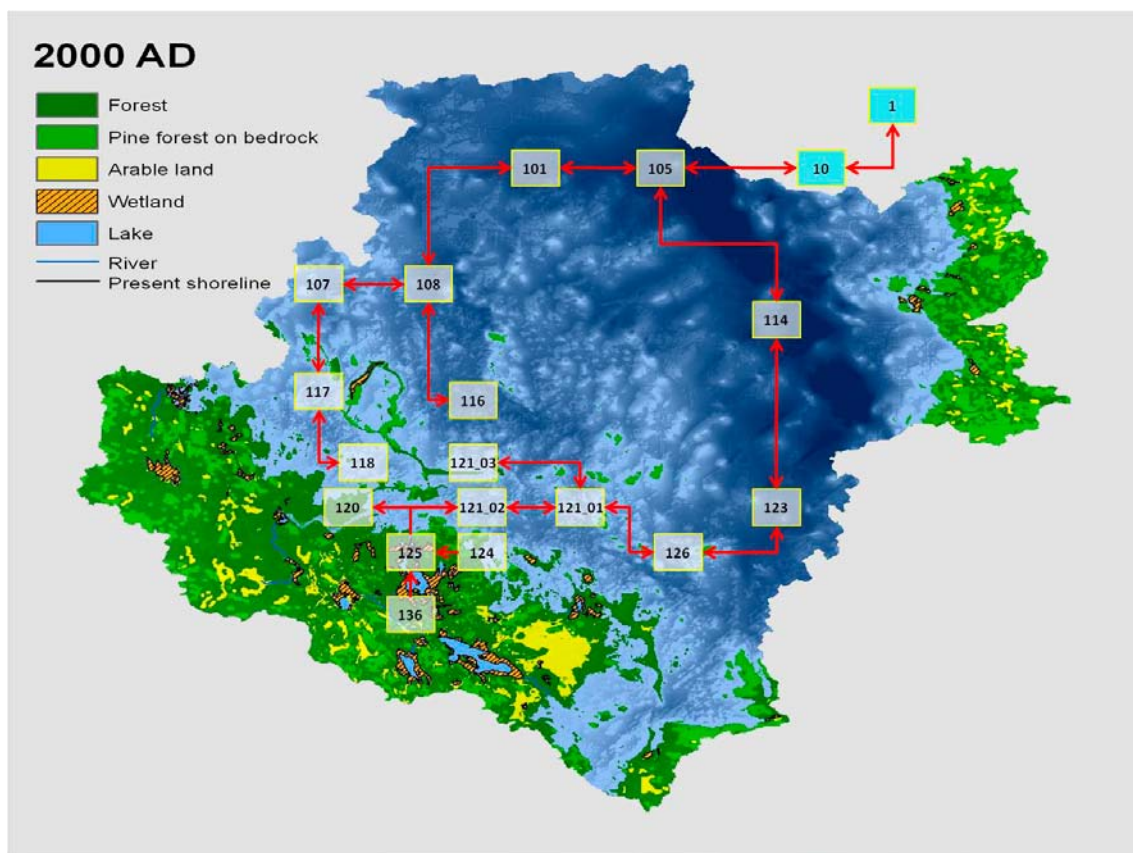 2000 AD
Forest
Pine forest on bedrock
Arable land
Wetland
Lake
River
Present shoreline
1
101
105
10
107
108
114
117
116
118
121_03
120
121_02
121_01
123
125
124
126
136